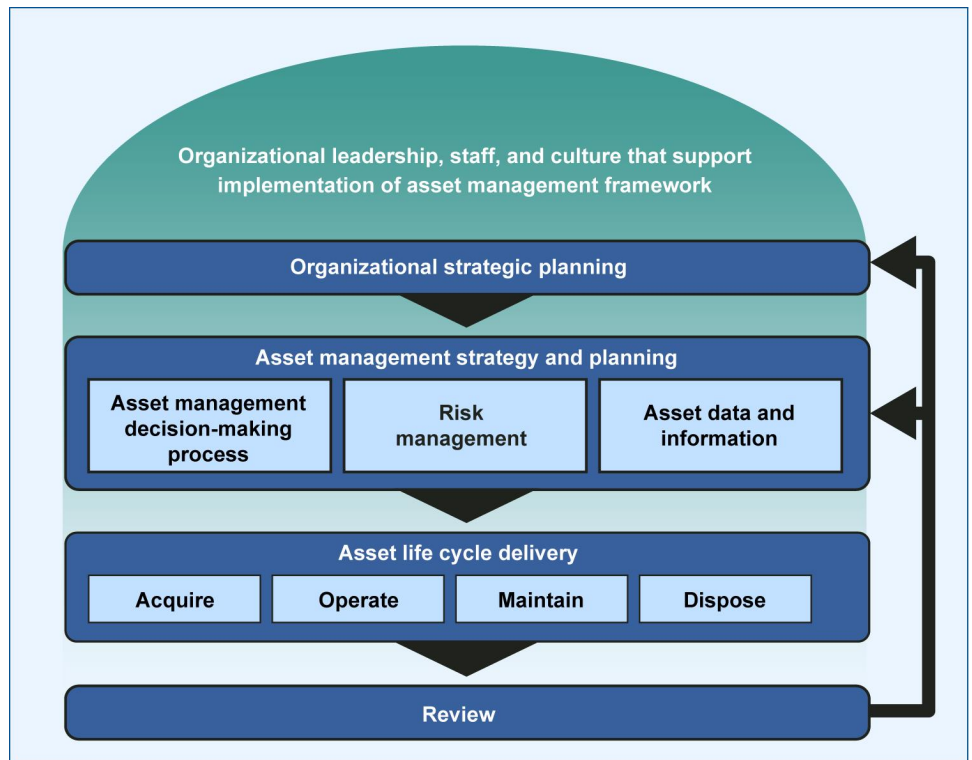 Organizational leadership, staff, and culture that support
implementation of asset management framework
Organizational strategic planning
Asset management strategy and planning
Asset management
decision-making
process
Risk
management
Asset data and
information
Asset life cycle delivery
Acquire
Operate
Maintain
Dispose
Review